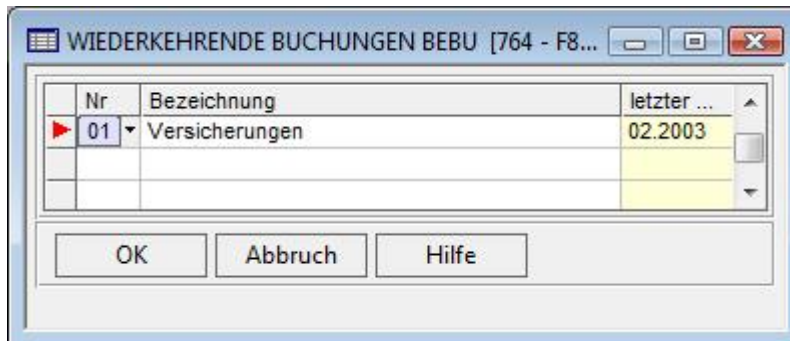 WIEDERKEHRENDE BUCHUNGEN BEBU [764 - F8...
Nr Bezeichnung letzter ...
01 Versicherungen 02.2003
OK Abbruch Hilfe